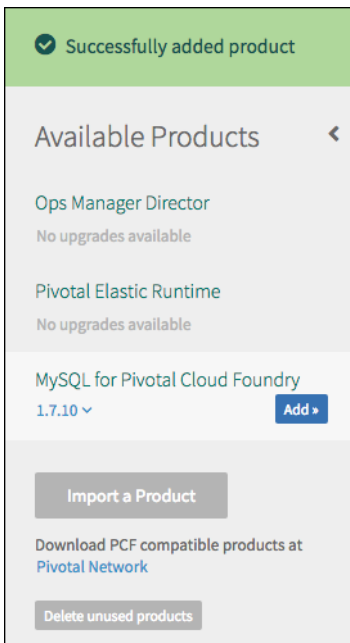 Successfully added product
Available Products
Ops Manager Director
No upgrades available
Pivotal Elastic Runtime
No upgrades available
MySQL for Pivotal Cloud Foundry
1.7.10
Add »
Import a Product
Download PCF compatible products at
Pivotal Network
Delete unused products